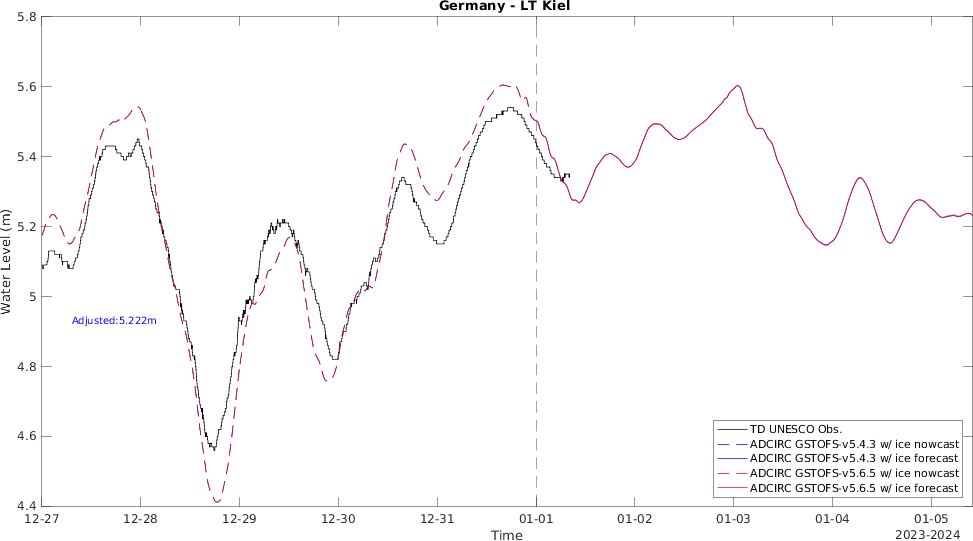 Germany - LT Kiel
5.8
5.6
5.4
5.2
5
4.8
4.6
4.4
Water Level (m)
Adjusted:5.222m
TD UNESCO Obs.
ADCIRC GSTOFS-v5.4.3 w/ ice nowcast
ADCIRC GSTOFS-v5.4.3 w/ ice forecast
ADCIRC GSTOFS-v5.6.5 w/ ice nowcast
ADCIRC GSTOFS-v5.6.5 w/ ice forecast
12-27 12-28 12-29 12-30 12-31 01-01 01-02 01-03 01-04 01-05
Time
2023-2024